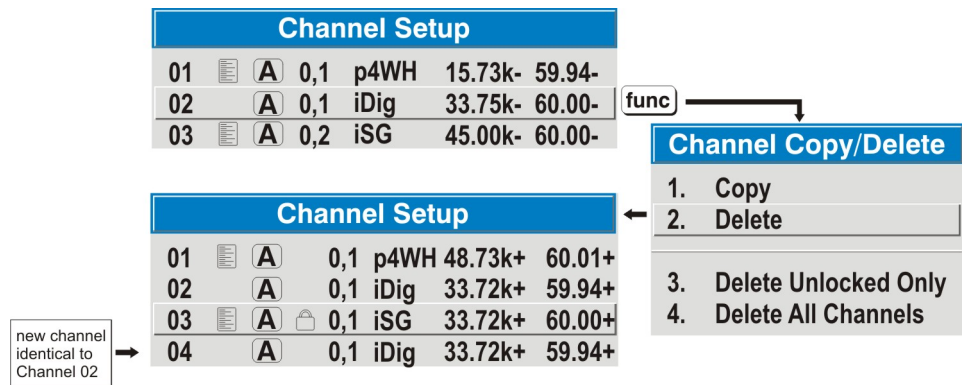 Channel Setup
01 A 0,1 p4WH 15.73k- 59.94-
02 A 0,1 iDig 33.75k- 60.00-
03 A 0,2 iSG 45.00k- 60.00-
func
Channel Copy/Delete
1. Copy
2. Delete
3. Delete Unlocked Only
4. Delete All Channels
Channel Setup
01 A 0,1 p4WH 48.73k+ 60.01+
02 A 0,1 iDig 33.72k+ 59.94+
03 A 0,1 iSG 33.72k+ 60.00+
04 A 0,1 iDig 33.72k+ 59.94+
new channel
identical to
Channel 02